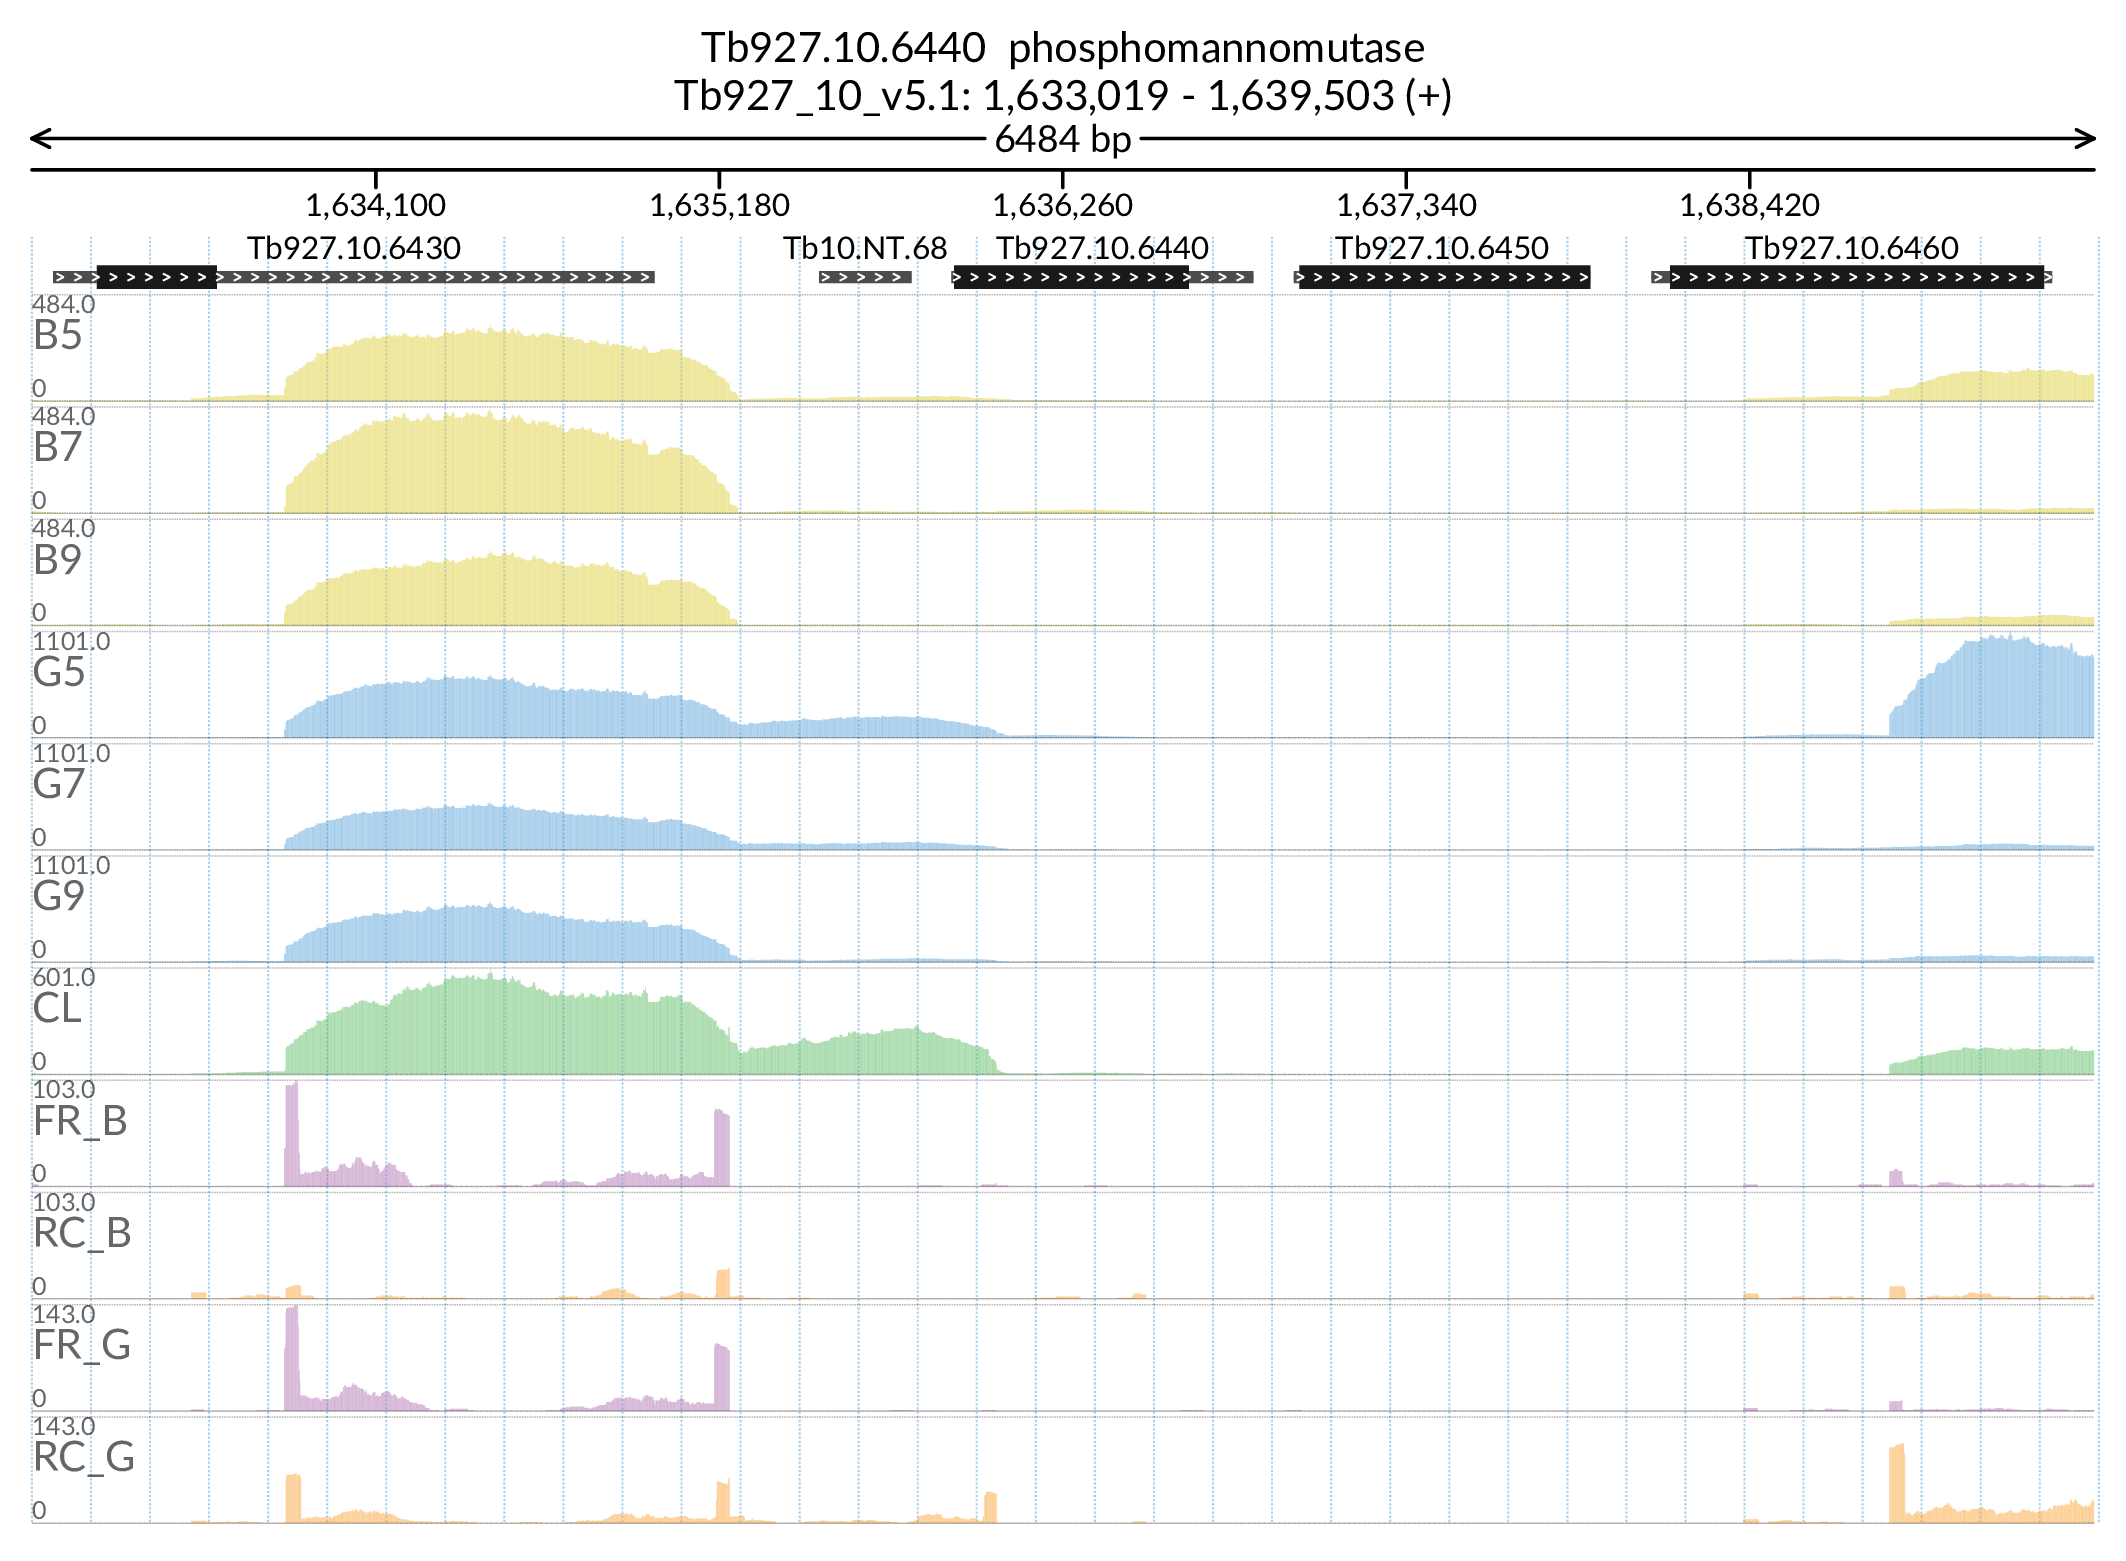 Tb927.10.6440 phosphomannomutase
Tb927_10_v5.1: 1,633,019 - 1,639,503 (+)
6484 bp
1,634,100 1,635,180 1,636,260 1,637,340 1,638,420
Tb927.10.6430 Tb10.NT.68 Tb927.10.6440 Tb927.10.6450 Tb927.10.6460
484.0
B5
0
484.0
B7
0
484.0
B9
0
1101.0
G5
0
1101.0
G7
0
1101.0
G9
0
601.0
CL
0
103.0
FR_B
0
103.0
RC_B
0
143.0
FR_G
0
143.0
RC_G
0